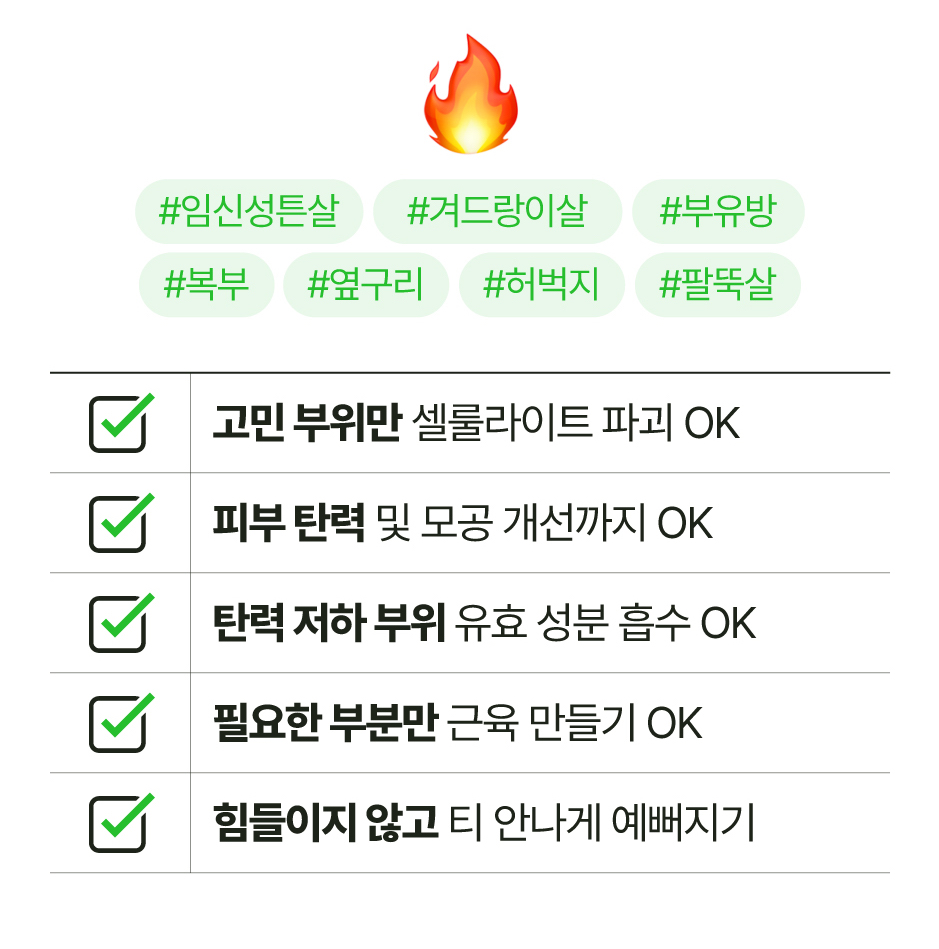 #임신성튼살 #겨드랑이살 #부유방
#복부 #옆구리 #허벅지 #팔뚝살
고민 부위만 셀룰라이트 파괴 OK
피부 탄력 및 모공 개선까지 OK
탄력 저하 부위 유효 성분 흡수 OK
필요한 부분만 근육 만들기 OK
힘들이지 않고 티 안나게 예뻐지기